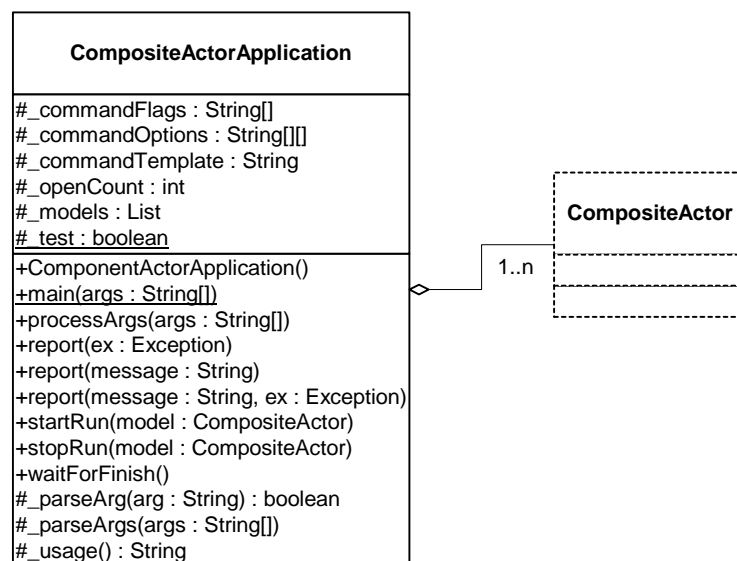 CompositeActorApplication
#_commandFlags : String[]
#_commandOptions : String[][]
#_commandTemplate : String
#_openCount : int
#_models : List
#_test : boolean
+ComponentActorApplication()
+main(args : String[])
+processArgs(args : String[])
+report(ex : Exception)
+report(message : String)
+report(message : String, ex : Exception)
+startRun(model : CompositeActor)
+stopRun(model : CompositeActor)
+waitForFinish()
#_parseArg(arg : String) : boolean
#_parseArgs(args : String[])
#_usage() : String
1..n
CompositeActor